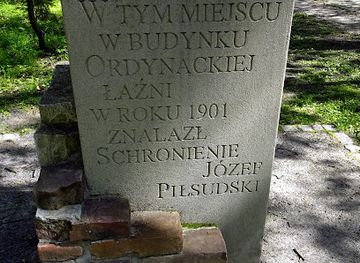 W TYM MIEJSCU
W BUDYNKU
ORDYNACKIEJ
ŁAŹNI
W ROKU 1901
ZNALAZŁ
SCHRONIENIE
JÓZEF
PIŁSUDSKI